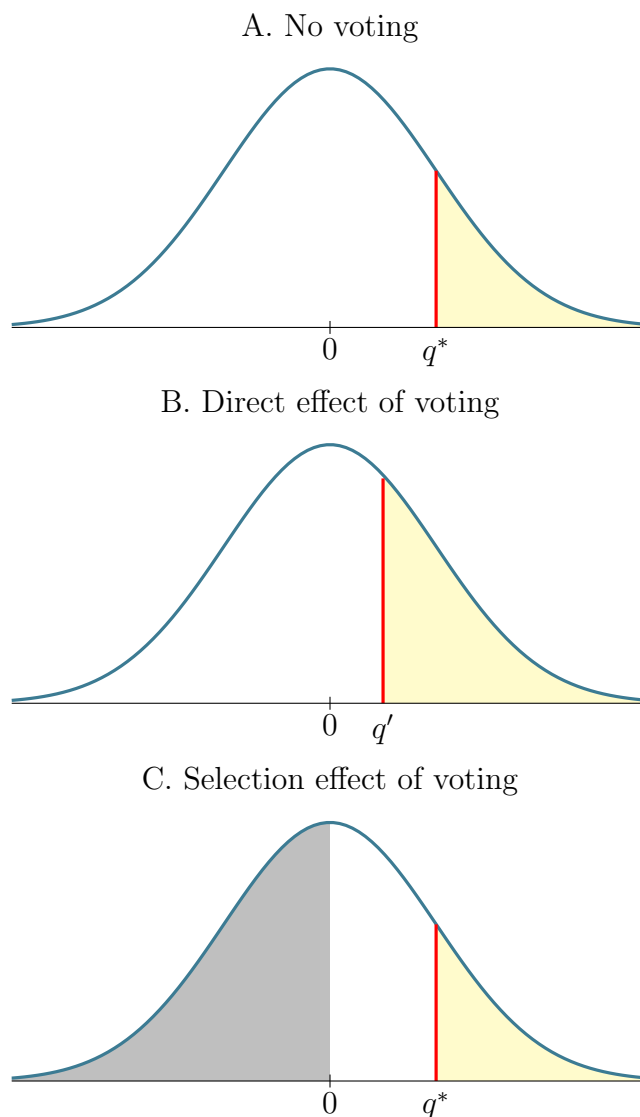 A. No voting
0 q*
B. Direct effect of voting
0 q′
C. Selection effect of voting
0 q*